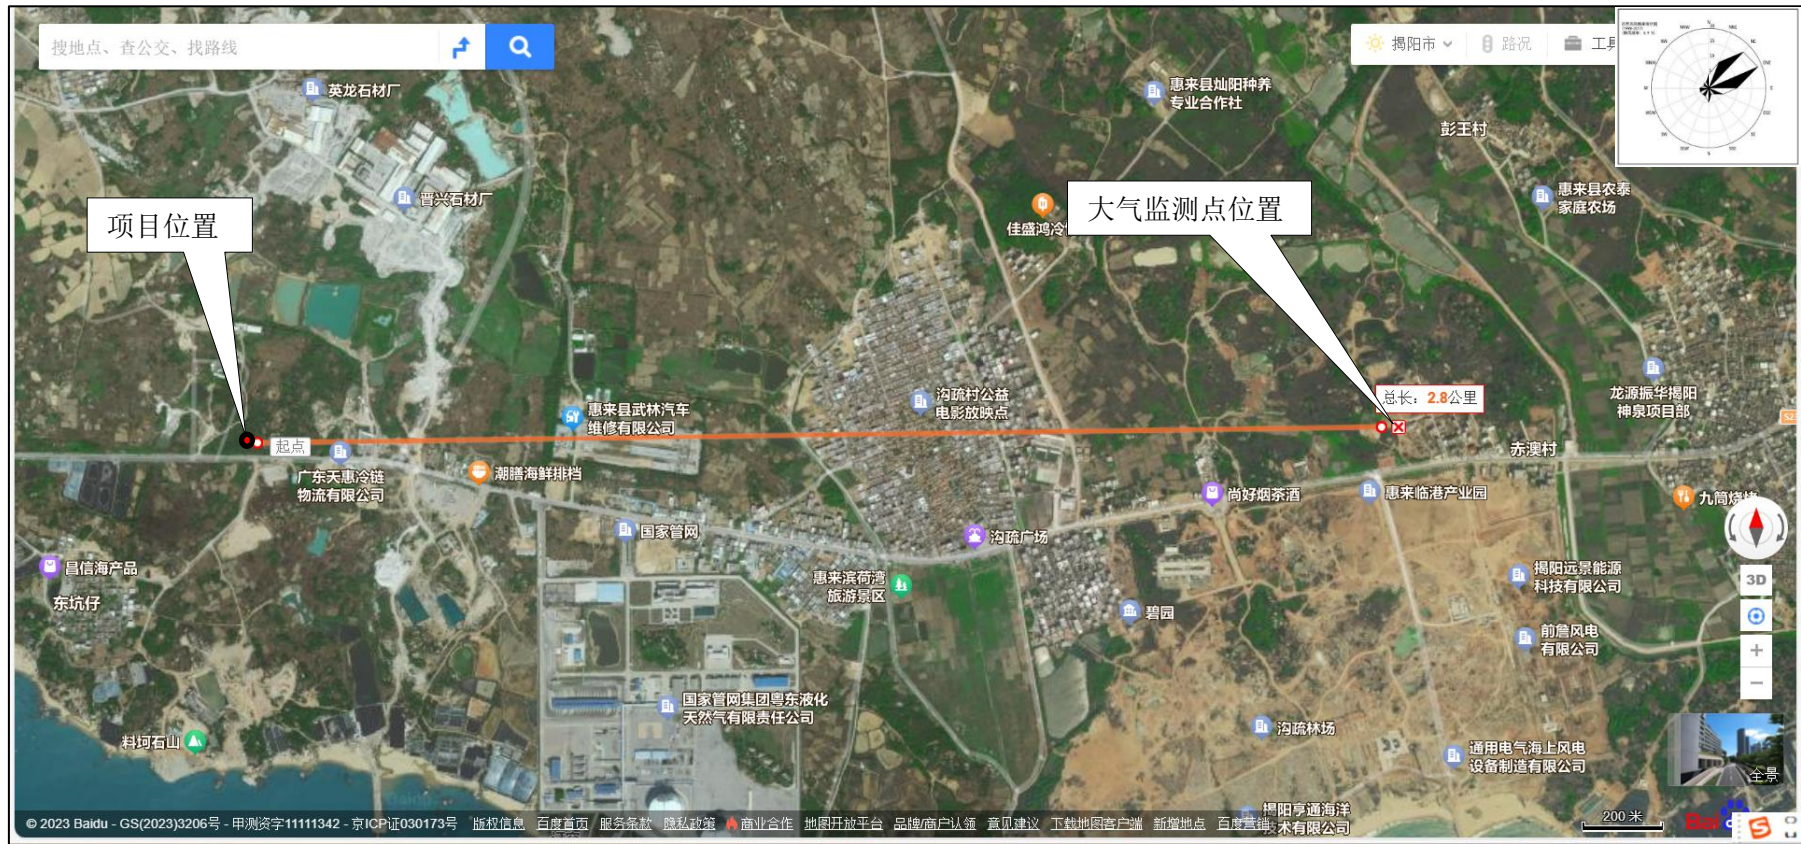 搜地点、查公交、找路线
揭阳市
路况
工具
N
英龙石材厂
惠来县灿阳种养
专业合作社
彭王村
晋兴石材厂
惠来县农泰
家庭农场
项目位置
大气监测点位置
佳盛鸿冷
龙源振华揭阳
神泉项目部
总长：2.8公里
沟疏村公益
电影放映点
惠来县武林汽车
维修有限公司
起点
赤澳村
广东天惠冷链
物流有限公司
潮膳海鲜排档
尚好烟茶酒
惠来临港产业园
九筒烧烤
国家管网
沟疏广场
昌信海产品
东坑仔
惠来滨荷湾
旅游景区
揭阳远景能源
科技有限公司
3D
碧园
前詹风电
有限公司
国家管网集团粤东液化
天然气有限责任公司
沟疏林场
料坷石山
通用电气海上风电
设备制造有限公司
全景
揭阳亨通海洋
技术有限公司
200 米
© 2023 Baidu - GS(2023)3206号 - 甲测资字11111342 - 京ICP证030173号 版权信息 百度首页 服务条款 隐私政策 商业合作 地图开放平台 品牌/商户认领 意见建议 下载地图客户端 新增地点 百度营销